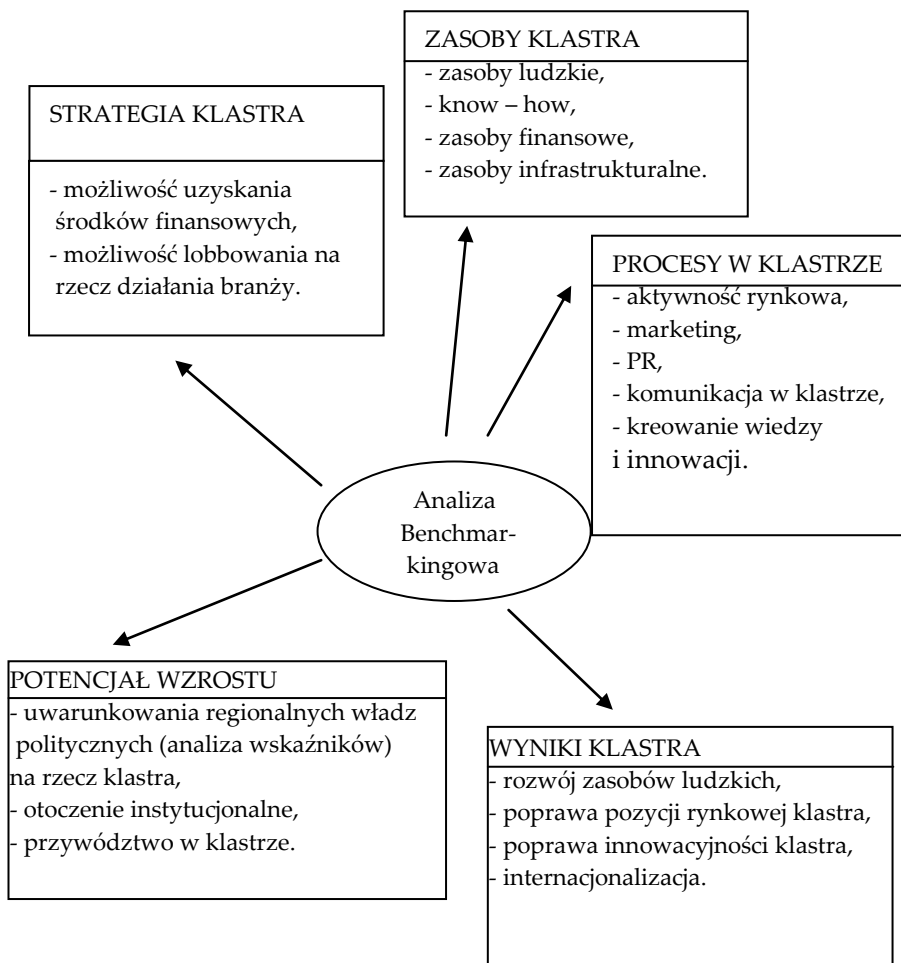 ZASOBY KLASTRA
- zasoby ludzkie,
- know – how,
- zasoby finansowe,
- zasoby infrastrukturalne.
STRATEGIA KLASTRA
- możliwość uzyskania
środków finansowych,
- możliwość lobbowania na
rzecz działania branży.
PROCESY W KLASTRZE
- aktywność rynkowa,
- marketing,
- PR,
- komunikacja w klastrze,
- kreowanie wiedzy
i innowacji.
Analiza
Benchmar-
kingowa
POTENCJAŁ WZROSTU
- uwarunkowania regionalnych władz
politycznych (analiza wskaźników)
na rzecz klastra,
- otoczenie instytucjonalne,
- przywództwo w klastrze.
WYNIKI KLASTRA
- rozwój zasobów ludzkich,
- poprawa pozycji rynkowej klastra,
- poprawa innowacyjności klastra,
- internacjonalizacja.